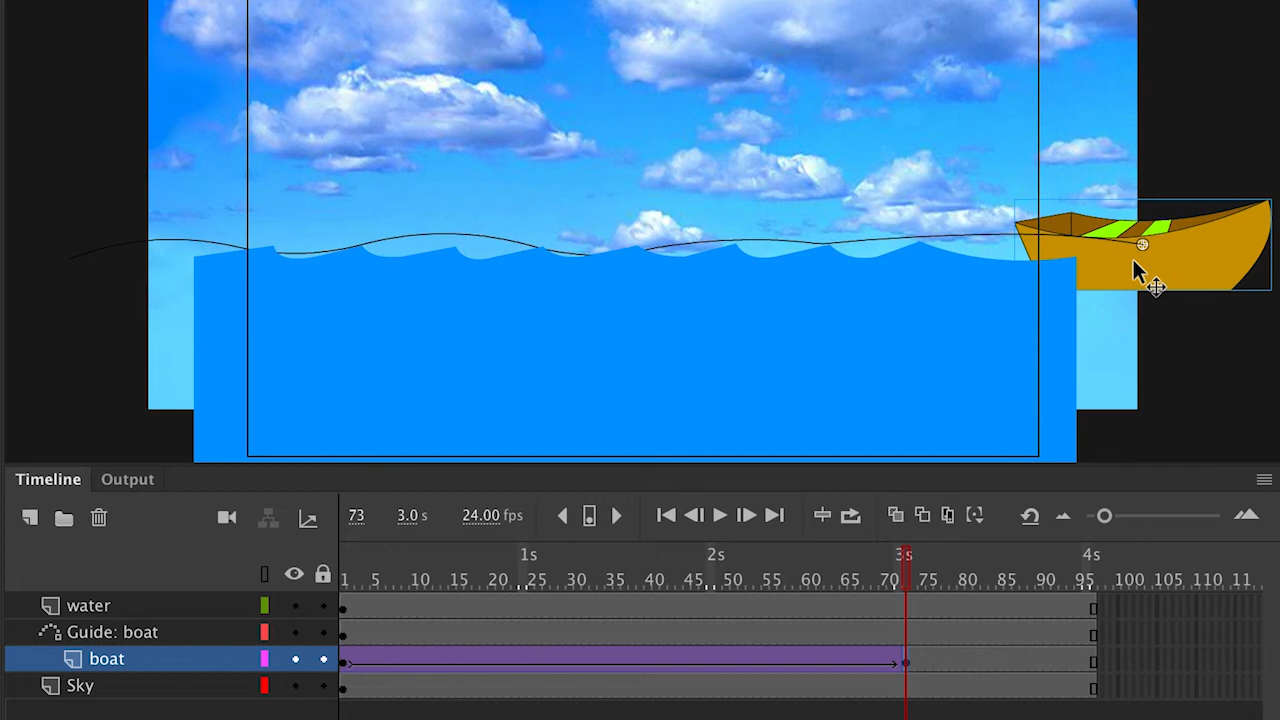 Timeline Output
73 3.0 s 24.00 fps
1s 2s 3s 4s
1 5 10 15 20 25 30 35 40 45 50 55 60 65 70 75 80 85 90 95 100 105 110 11
water
Guide: boat
boat
Sky